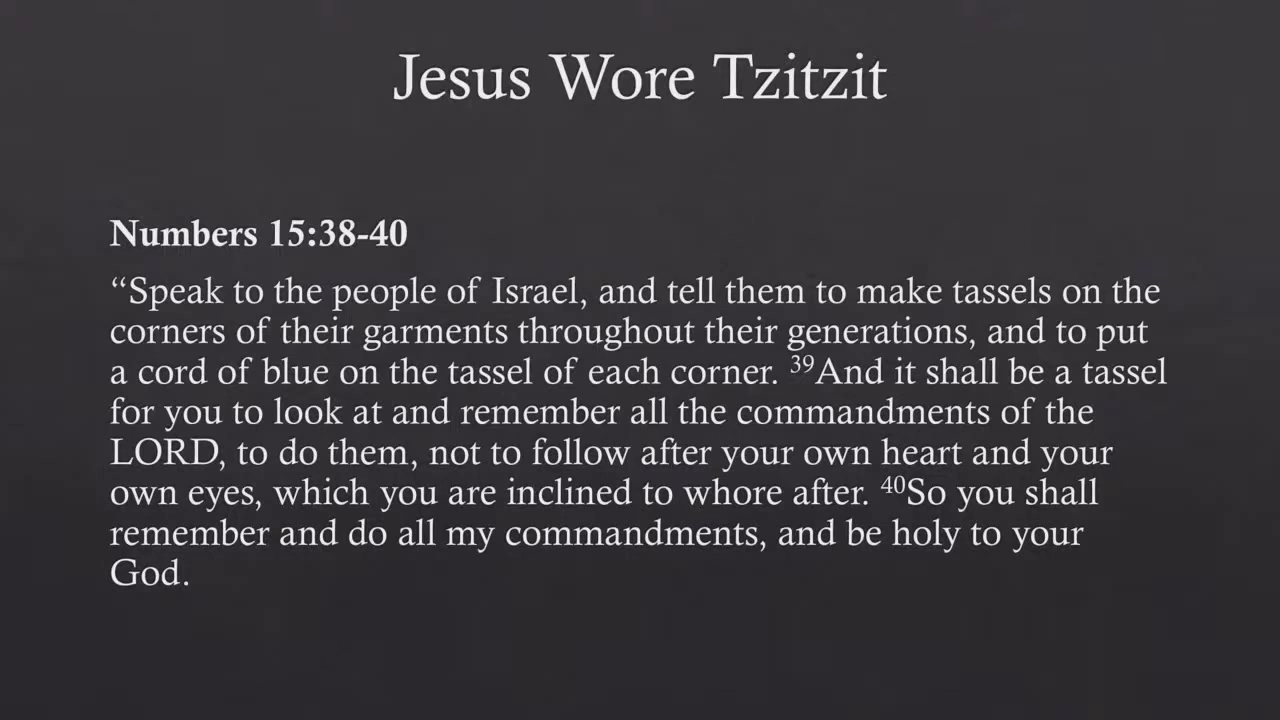 Jesus Wore Tzitzit
Numbers 15:38-40
“Speak to the people of Israel, and tell them to make tassels on the
corners of their garments throughout their generations, and to put
a cord of blue on the tassel of each corner. ³⁹And it shall be a tassel
for you to look at and remember all the commandments of the
LORD, to do them, not to follow after your own heart and your
own eyes, which you are inclined to whore after. ⁴⁰So you shall
remember and do all my commandments, and be holy to your
God.